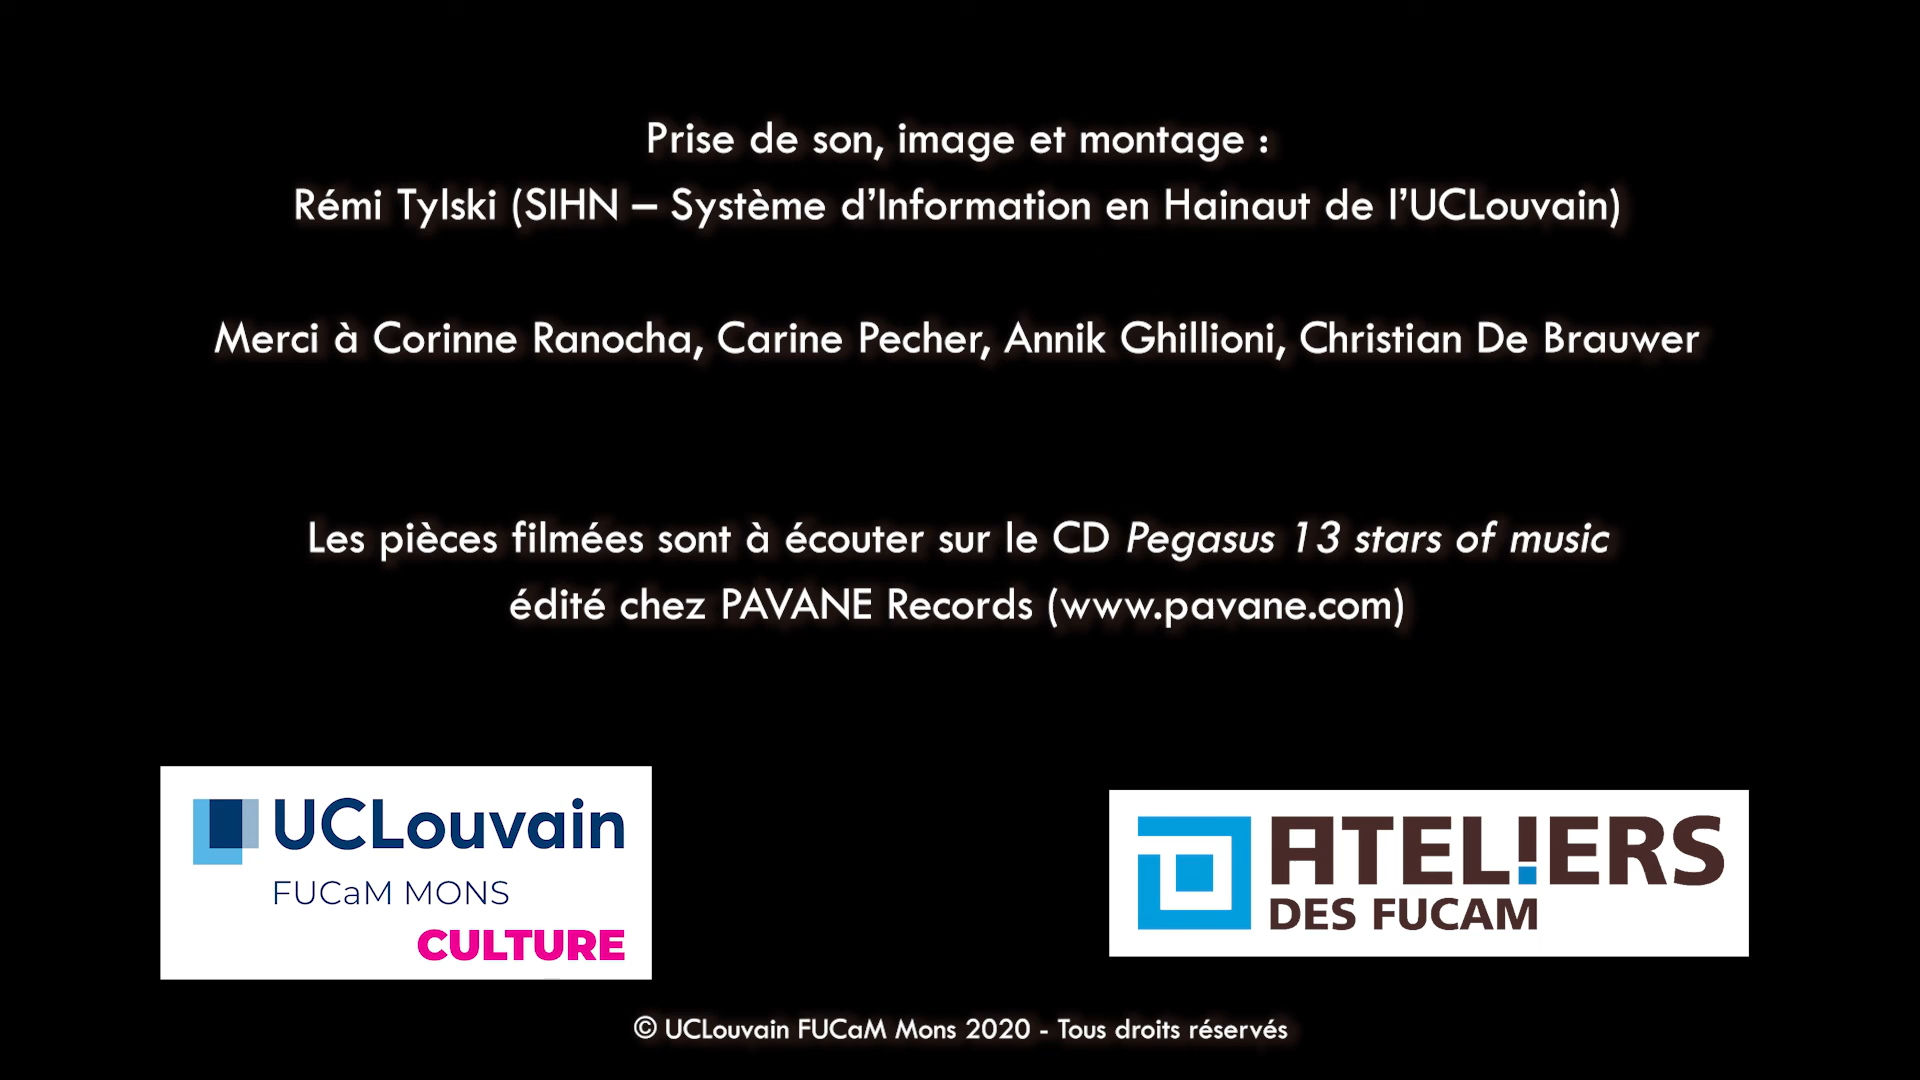 Prise de son, image et montage :
Rémi Tylski (SIHN – Système d’Information en Hainaut de l’UCLouvain)
Merci à Corinne Ranocha, Carine Pecher, Annik Ghillioni, Christian De Brauwer
Les pièces filmées sont à écouter sur le CD Pegasus 13 stars of music
édité chez PAVANE Records (www.pavane.com)
UCLouvain
FUCaM MONS
CULTURE
ATEL!ERS
DES FUCAM
© UCLouvain FUCaM Mons 2020 - Tous droits réservés